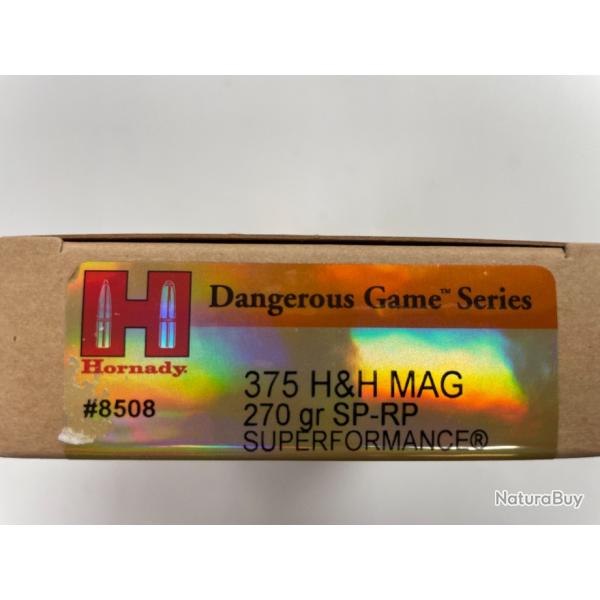 Dangerous Game™ Series
Hornady
#8508
375 H&H MAG
270 gr SP-RP
SUPERFORMANCE®
NaturaBuy